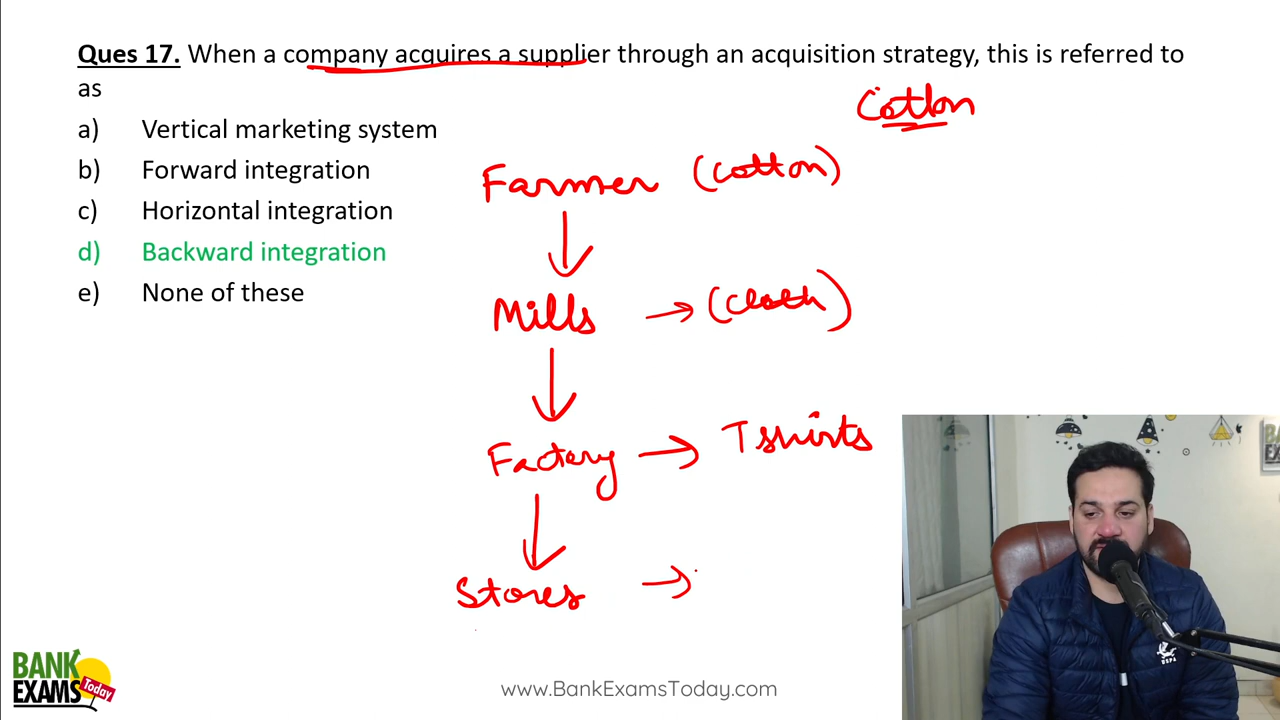 Ques 17. When a company acquires a supplier through an acquisition strategy, this is referred to
as
Cotton
a) Vertical marketing system
b) Forward integration
Farmer (cotton)
c) Horizontal integration
d) Backward integration
e) None of these
Mills → (cloth)
Factory → Tshirts
Stores →
BANK
EXAMS
Today
www.BankExamsToday.com
USPA